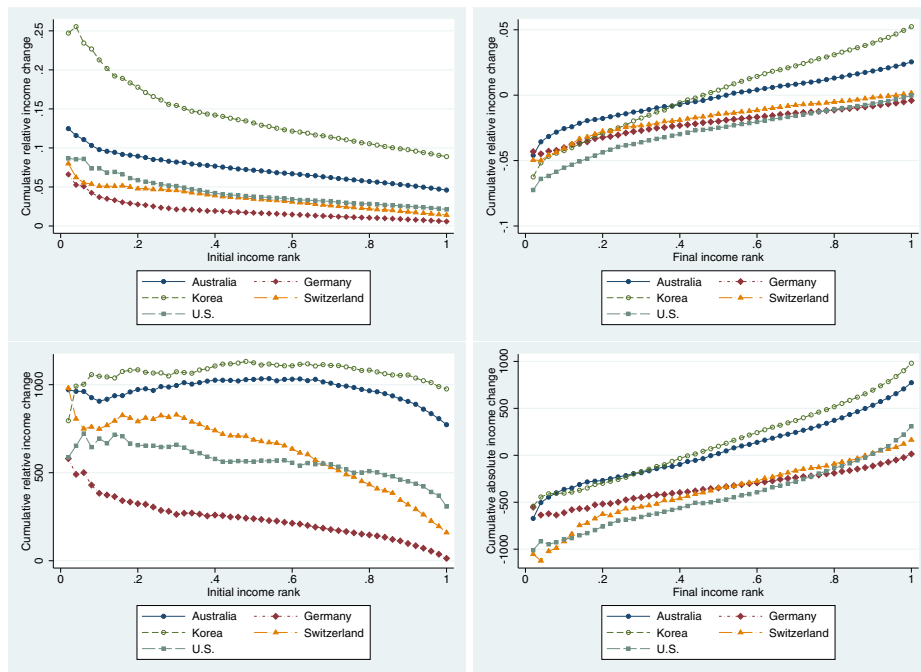 Cumulative relative income change
.25
.2
.15
.1
.05
0
0 .2 .4 .6 .8 1
Initial income rank
Australia Germany
Korea Switzerland
U.S.
Cumulative relative income change
.05
0
-.05
-.1
0 .2 .4 .6 .8 1
Final income rank
Australia Germany
Korea Switzerland
U.S.
Cumulative relative income change
1000
500
0
0 .2 .4 .6 .8 1
Initial income rank
Australia Germany
Korea Switzerland
U.S.
Cumulative absolute income change
1000
500
0
-500
-1000
0 .2 .4 .6 .8 1
Final income rank
Australia Germany
Korea Switzerland
U.S.